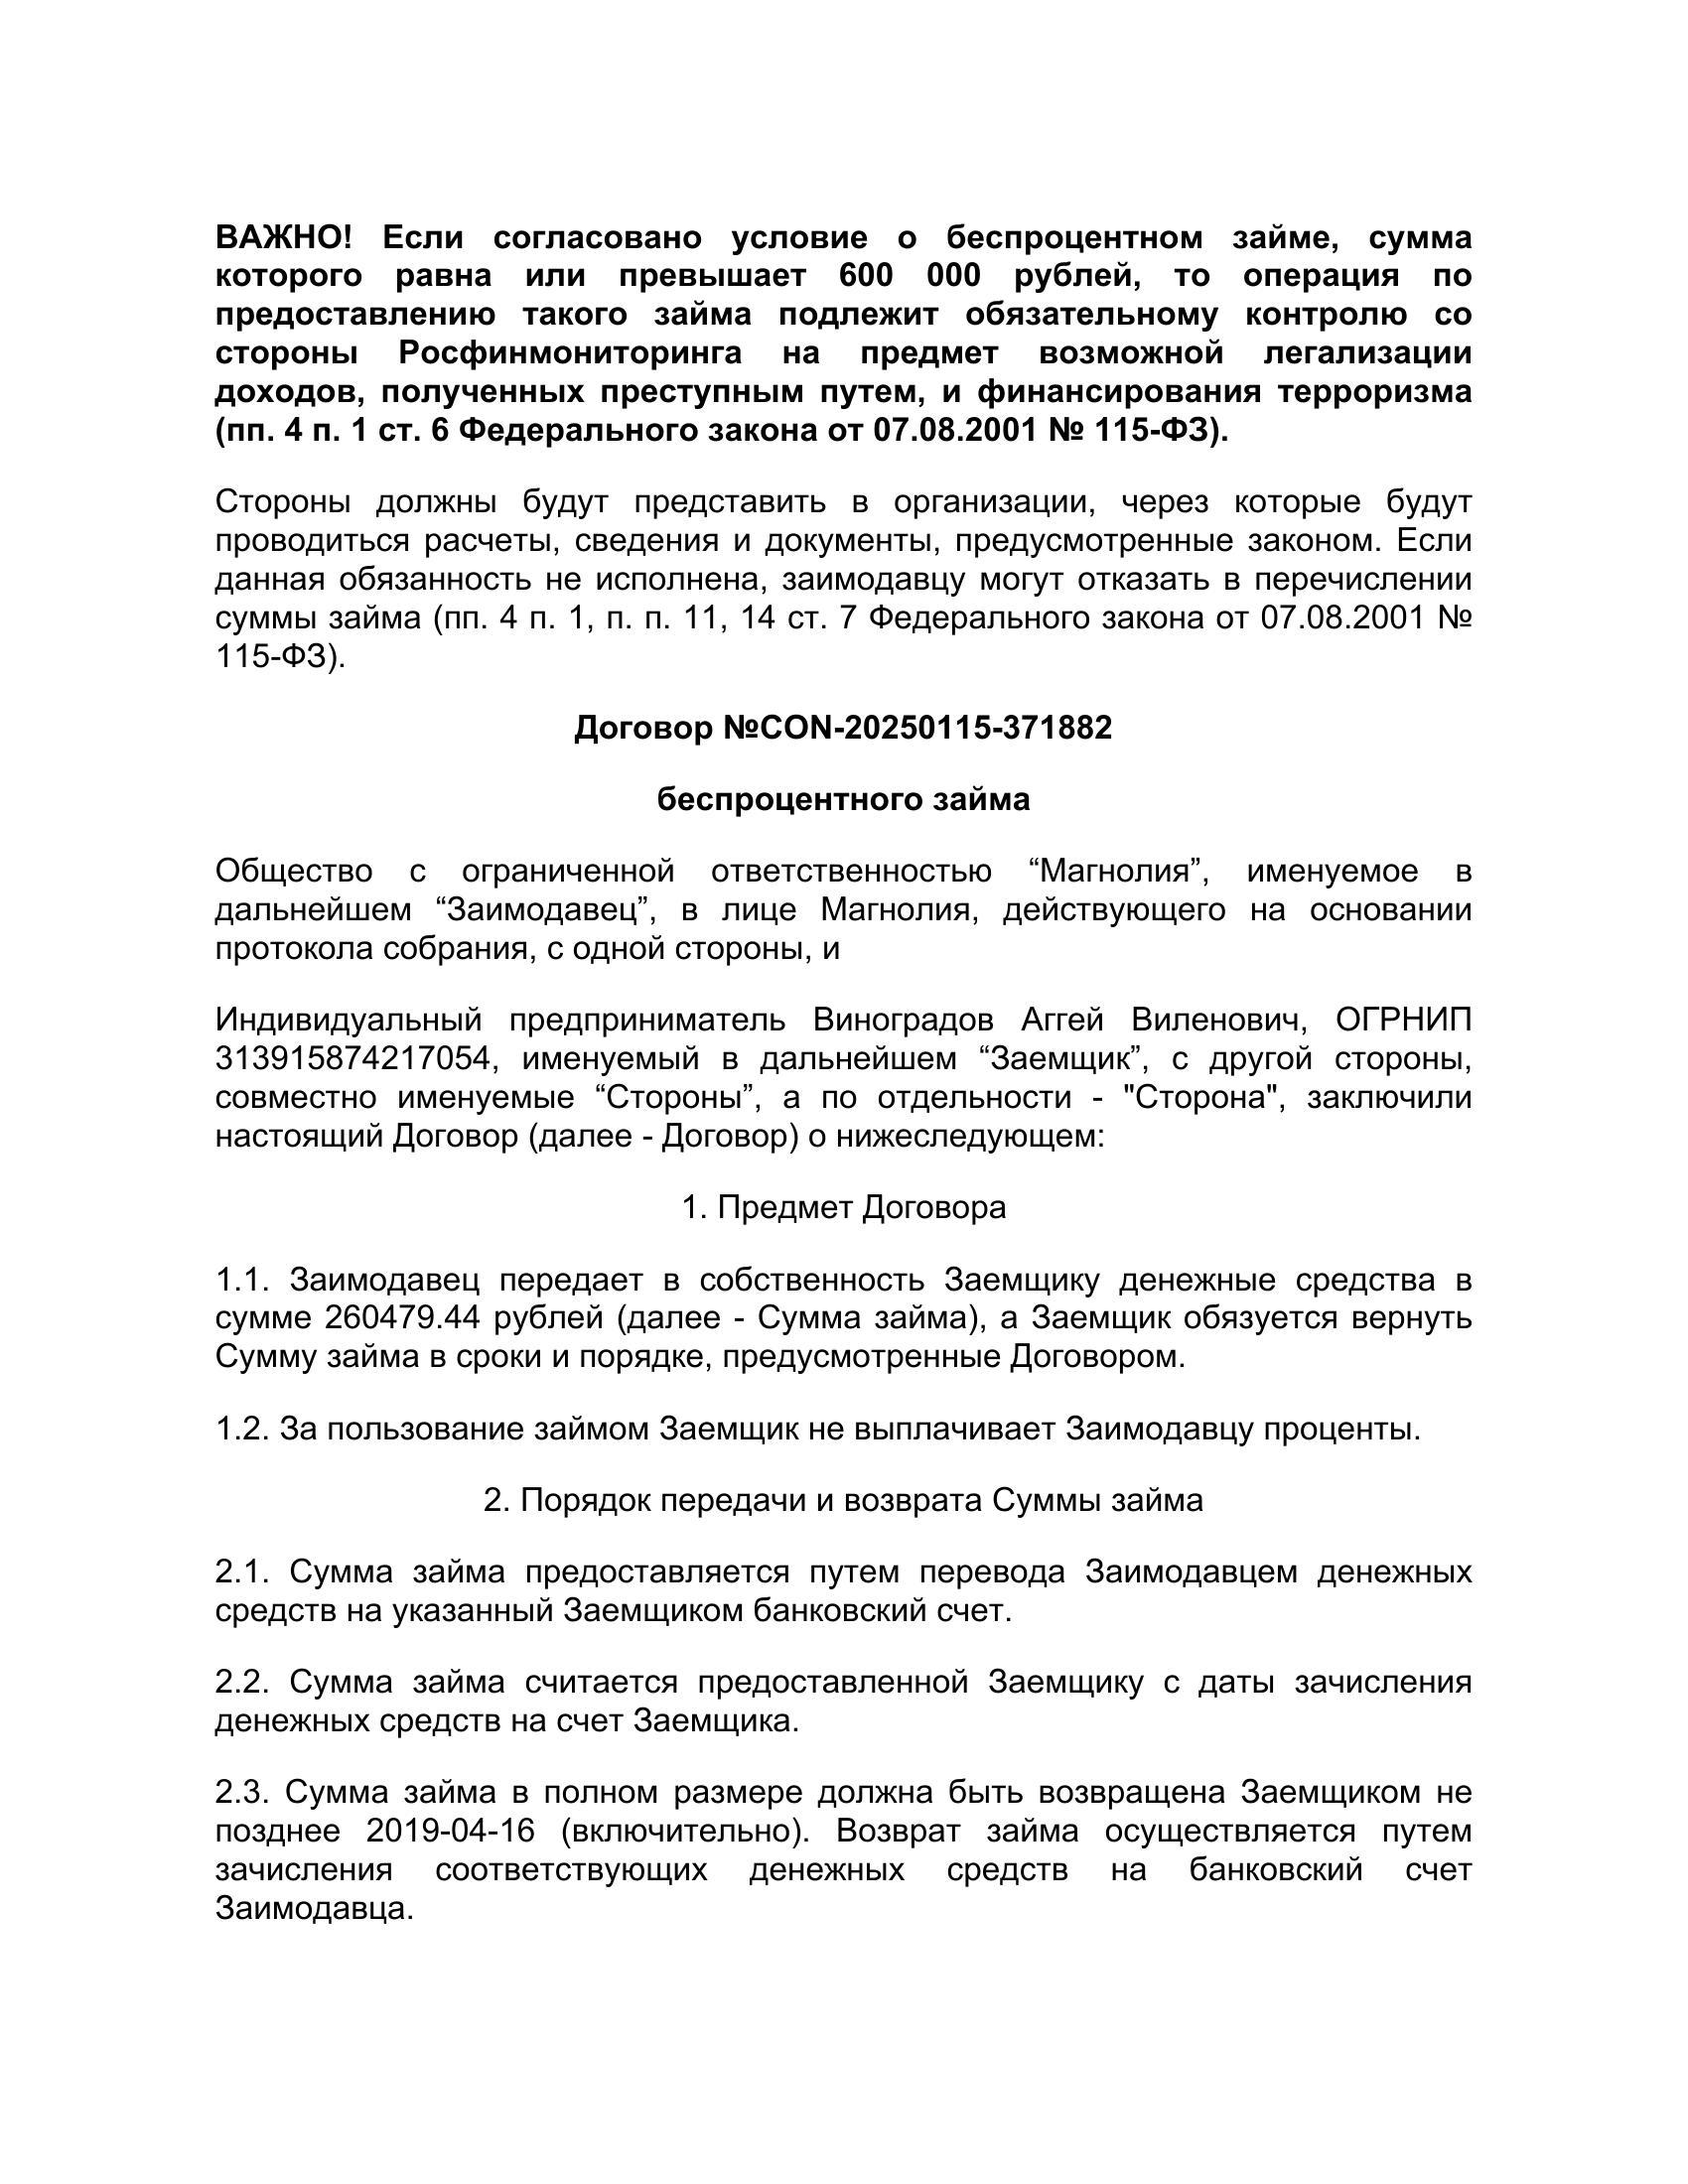 ВАЖНО! Если согласовано условие о беспроцентном займе, сумма
которого равна или превышает 600 000 рублей, то операция по
предоставлению такого займа подлежит обязательному контролю со
стороны Росфинмониторинга на предмет возможной легализации
доходов, полученных преступным путем, и финансирования терроризма
(пп. 4 п. 1 ст. 6 Федерального закона от 07.08.2001 № 115-ФЗ).
Стороны должны будут представить в организации, через которые будут
проводиться расчеты, сведения и документы, предусмотренные законом. Если
данная обязанность не исполнена, заимодавцу могут отказать в перечислении
суммы займа (пп. 4 п. 1, п. п. 11, 14 ст. 7 Федерального закона от 07.08.2001 №
115-ФЗ).
Договор №CON-20250115-371882
беспроцентного займа
Общество с ограниченной ответственностью “Магнолия”, именуемое в
дальнейшем “Заимодавец”, в лице Магнолия, действующего на основании
протокола собрания, с одной стороны, и
Индивидуальный предприниматель Виноградов Аггей Виленович, ОГРНИП
313915874217054, именуемый в дальнейшем “Заемщик”, с другой стороны,
совместно именуемые “Стороны”, а по отдельности - "Сторона", заключили
настоящий Договор (далее - Договор) о нижеследующем:
1. Предмет Договора
1.1. Заимодавец передает в собственность Заемщику денежные средства в
сумме 260479.44 рублей (далее - Сумма займа), а Заемщик обязуется вернуть
Сумму займа в сроки и порядке, предусмотренные Договором.
1.2. За пользование займом Заемщик не выплачивает Заимодавцу проценты.
2. Порядок передачи и возврата Суммы займа
2.1. Сумма займа предоставляется путем перевода Заимодавцем денежных
средств на указанный Заемщиком банковский счет.
2.2. Сумма займа считается предоставленной Заемщику с даты зачисления
денежных средств на счет Заемщика.
2.3. Сумма займа в полном размере должна быть возвращена Заемщиком не
позднее 2019-04-16 (включительно). Возврат займа осуществляется путем
зачисления соответствующих денежных средств на банковский счет
Заимодавца.